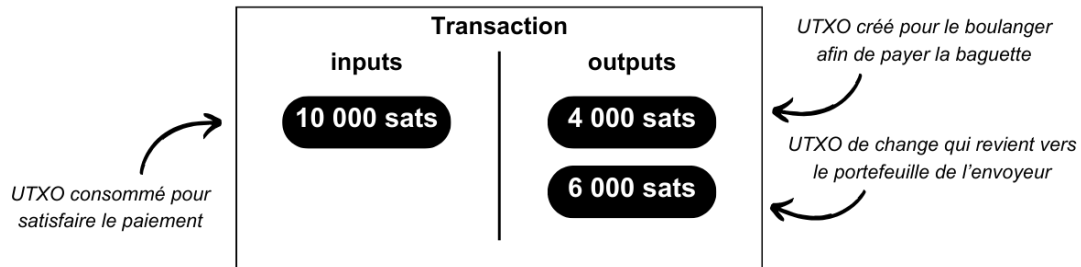 Transaction
inputs
outputs
10 000 sats
4 000 sats
6 000 sats
UTXO consommé pour
satisfaire le paiement
UTXO créé pour le boulanger
afin de payer la baguette
UTXO de change qui revient vers
le portefeuille de l'envoyeur